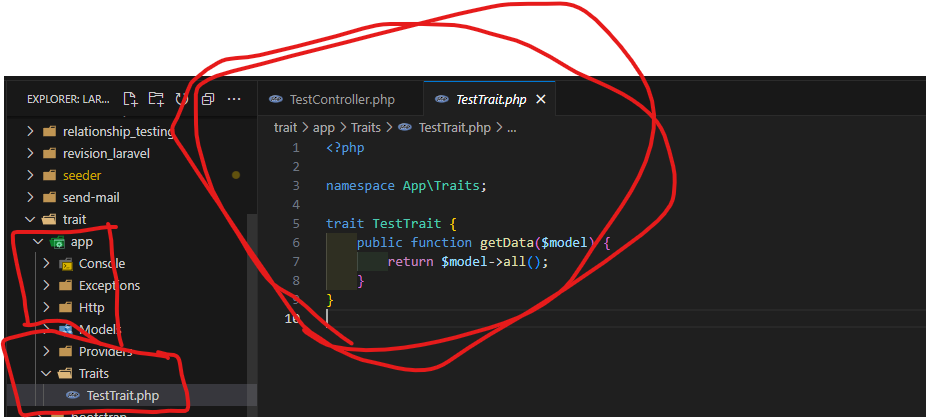 EXPLORER: LAR...
relationship_testing
revision_laravel
seeder
send-mail
trait
app
Console
Exceptions
Http
Models
Providers
Traits
TestTrait.php
bootstrap
TestController.php
TestTrait.php
trait > app > Traits > TestTrait.php > ...
1 <?php
2
3 namespace App\Traits;
4
5 trait TestTrait {
6 public function getData($model) {
7 return $model->all();
8 }
9 }
10